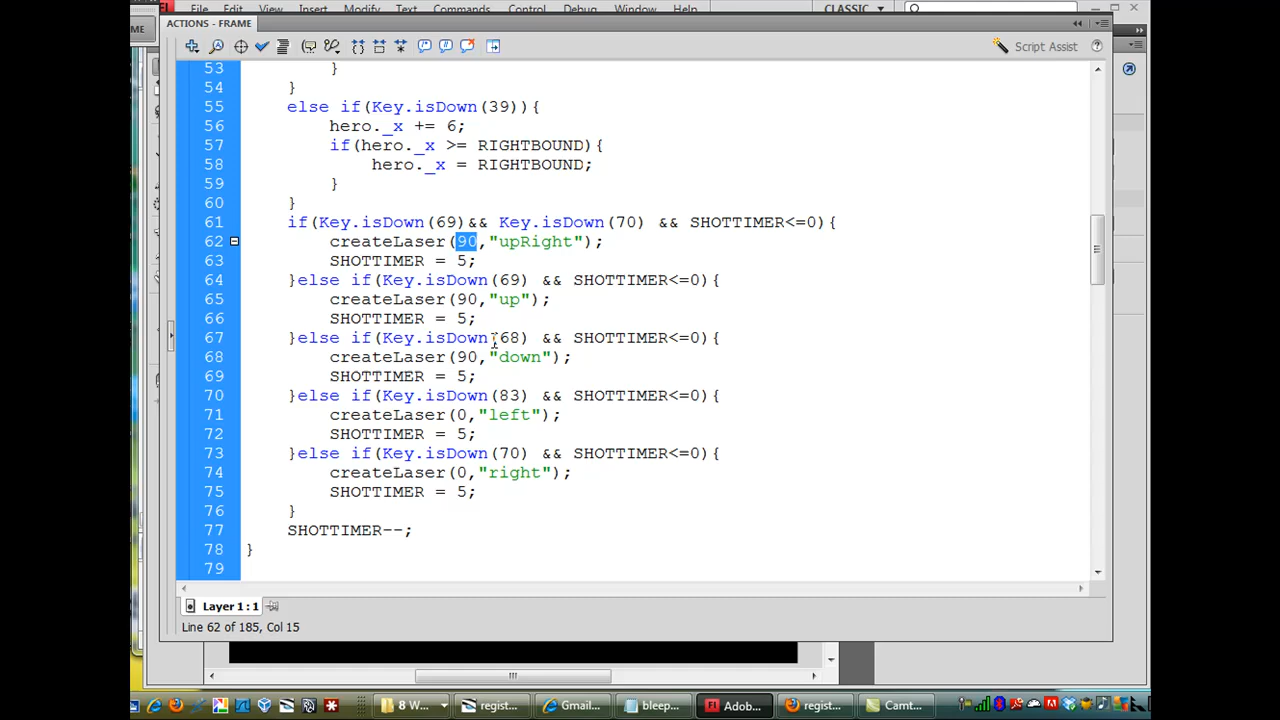 File Edit View Insert Modify Text Commands Control Debug Window Help CLASSIC
ACTIONS - FRAME
Script Assist
53 }
54 }
55 else if(Key.isDown(39)){
56 hero._x += 6;
57 if(hero._x >= RIGHTBOUND){
58 hero._x = RIGHTBOUND;
59 }
60 }
61 if(Key.isDown(69)&& Key.isDown(70) && SHOTTIMER<=0){
62 createLaser(90,"upRight");
63 SHOTTIMER = 5;
64 }else if(Key.isDown(69) && SHOTTIMER<=0){
65 createLaser(90,"up");
66 SHOTTIMER = 5;
67 }else if(Key.isDown(68) && SHOTTIMER<=0){
68 createLaser(90,"down");
69 SHOTTIMER = 5;
70 }else if(Key.isDown(83) && SHOTTIMER<=0){
71 createLaser(0,"left");
72 SHOTTIMER = 5;
73 }else if(Key.isDown(70) && SHOTTIMER<=0){
74 createLaser(0,"right");
75 SHOTTIMER = 5;
76 }
77 SHOTTIMER--;
78 }
79
Layer 1 : 1
Line 62 of 185, Col 15
8 W... regist... Gmail... bleep... Adob... regist... Camt...